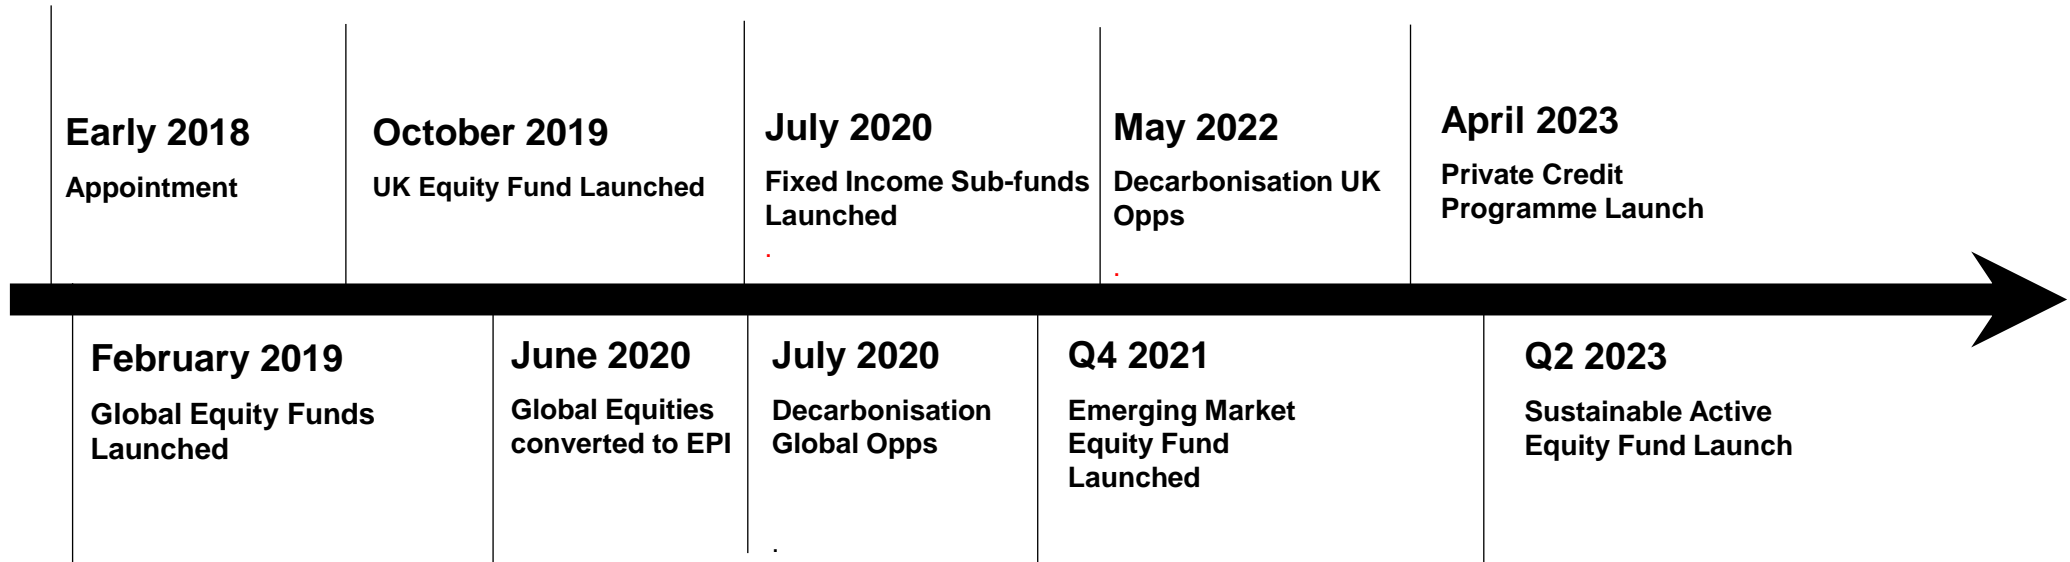 Early 2018
Appointment
October 2019
UK Equity Fund Launched
July 2020
Fixed Income Sub-funds
Launched
.
May 2022
Decarbonisation UK
Opps
.
April 2023
Private Credit
Programme Launch
February 2019
Global Equity Funds
Launched
June 2020
Global Equities
converted to EPI
July 2020
Decarbonisation
Global Opps
.
Q4 2021
Emerging Market
Equity Fund
Launched
Q2 2023
Sustainable Active
Equity Fund Launch